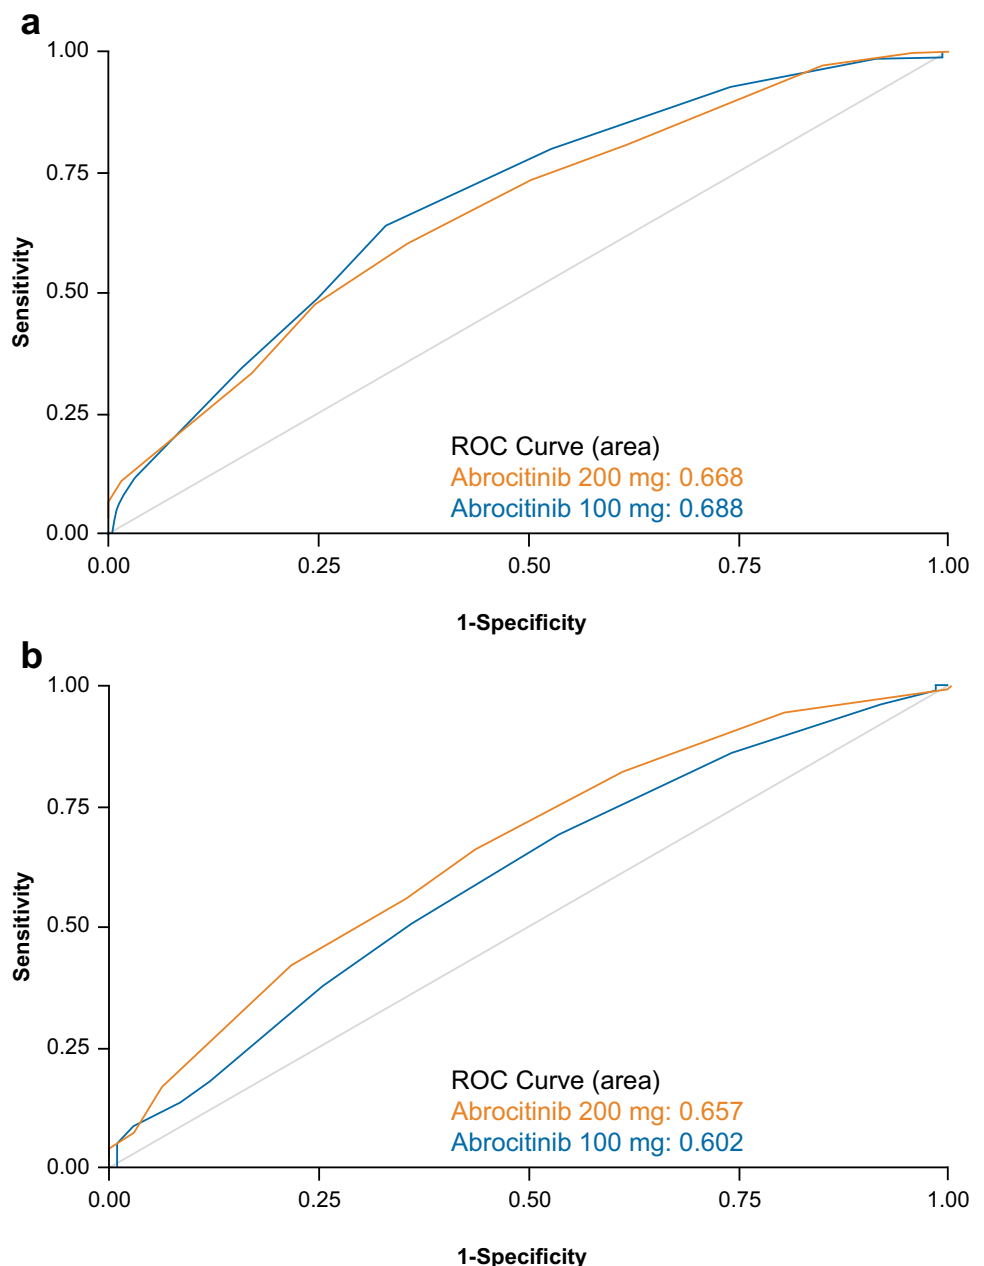 a
1.00
0.75
0.50
0.25
0.00
Sensitivity
ROC Curve (area)
Abrocitinib 200 mg: 0.668
Abrocitinib 100 mg: 0.688
0.00 0.25 0.50 0.75 1.00
1-Specificity
b
1.00
0.75
0.50
0.25
0.00
Sensitivity
ROC Curve (area)
Abrocitinib 200 mg: 0.657
Abrocitinib 100 mg: 0.602
0.00 0.25 0.50 0.75 1.00
1-Specificity